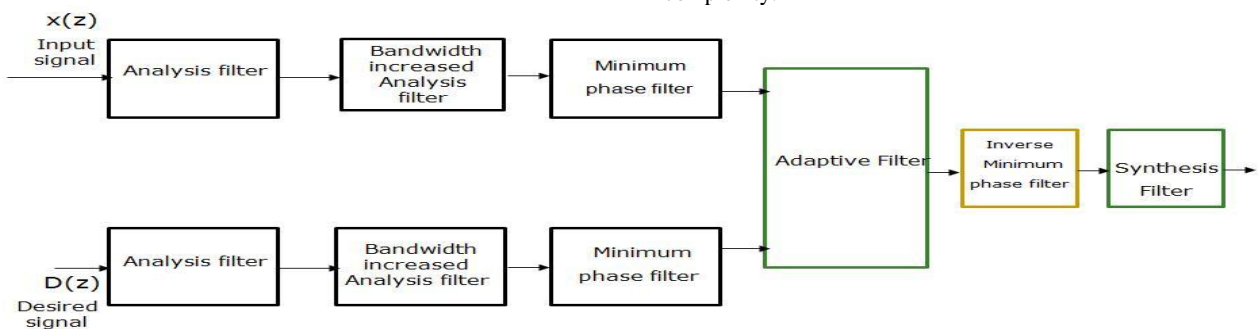 x(z)
Input
signal
Analysis filter
Bandwidth
increased
Analysis
filter
Minimum
phase filter
Adaptive Filter
Inverse
Minimum
phase filter
Synthesis
Filter
Analysis filter
Bandwidth
increased
Analysis filter
Minimum
phase filter
D(z)
Desired
signal